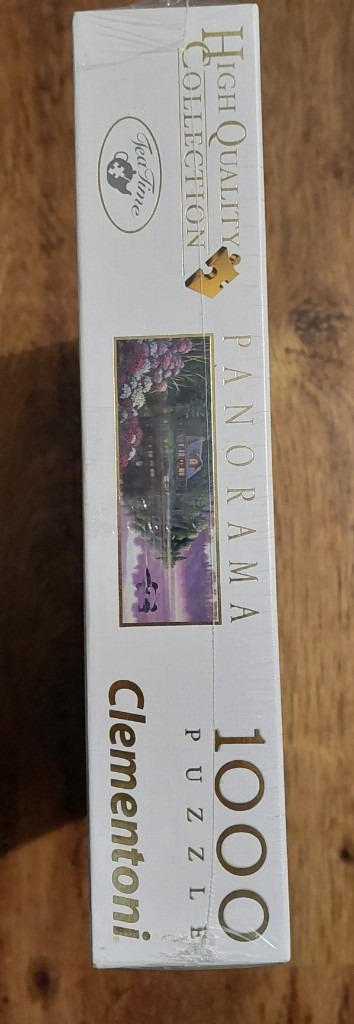 HIGH QUALITY
COLLECTION
Tea Time
PANORAMA
1000
PUZZLE
Clementoni